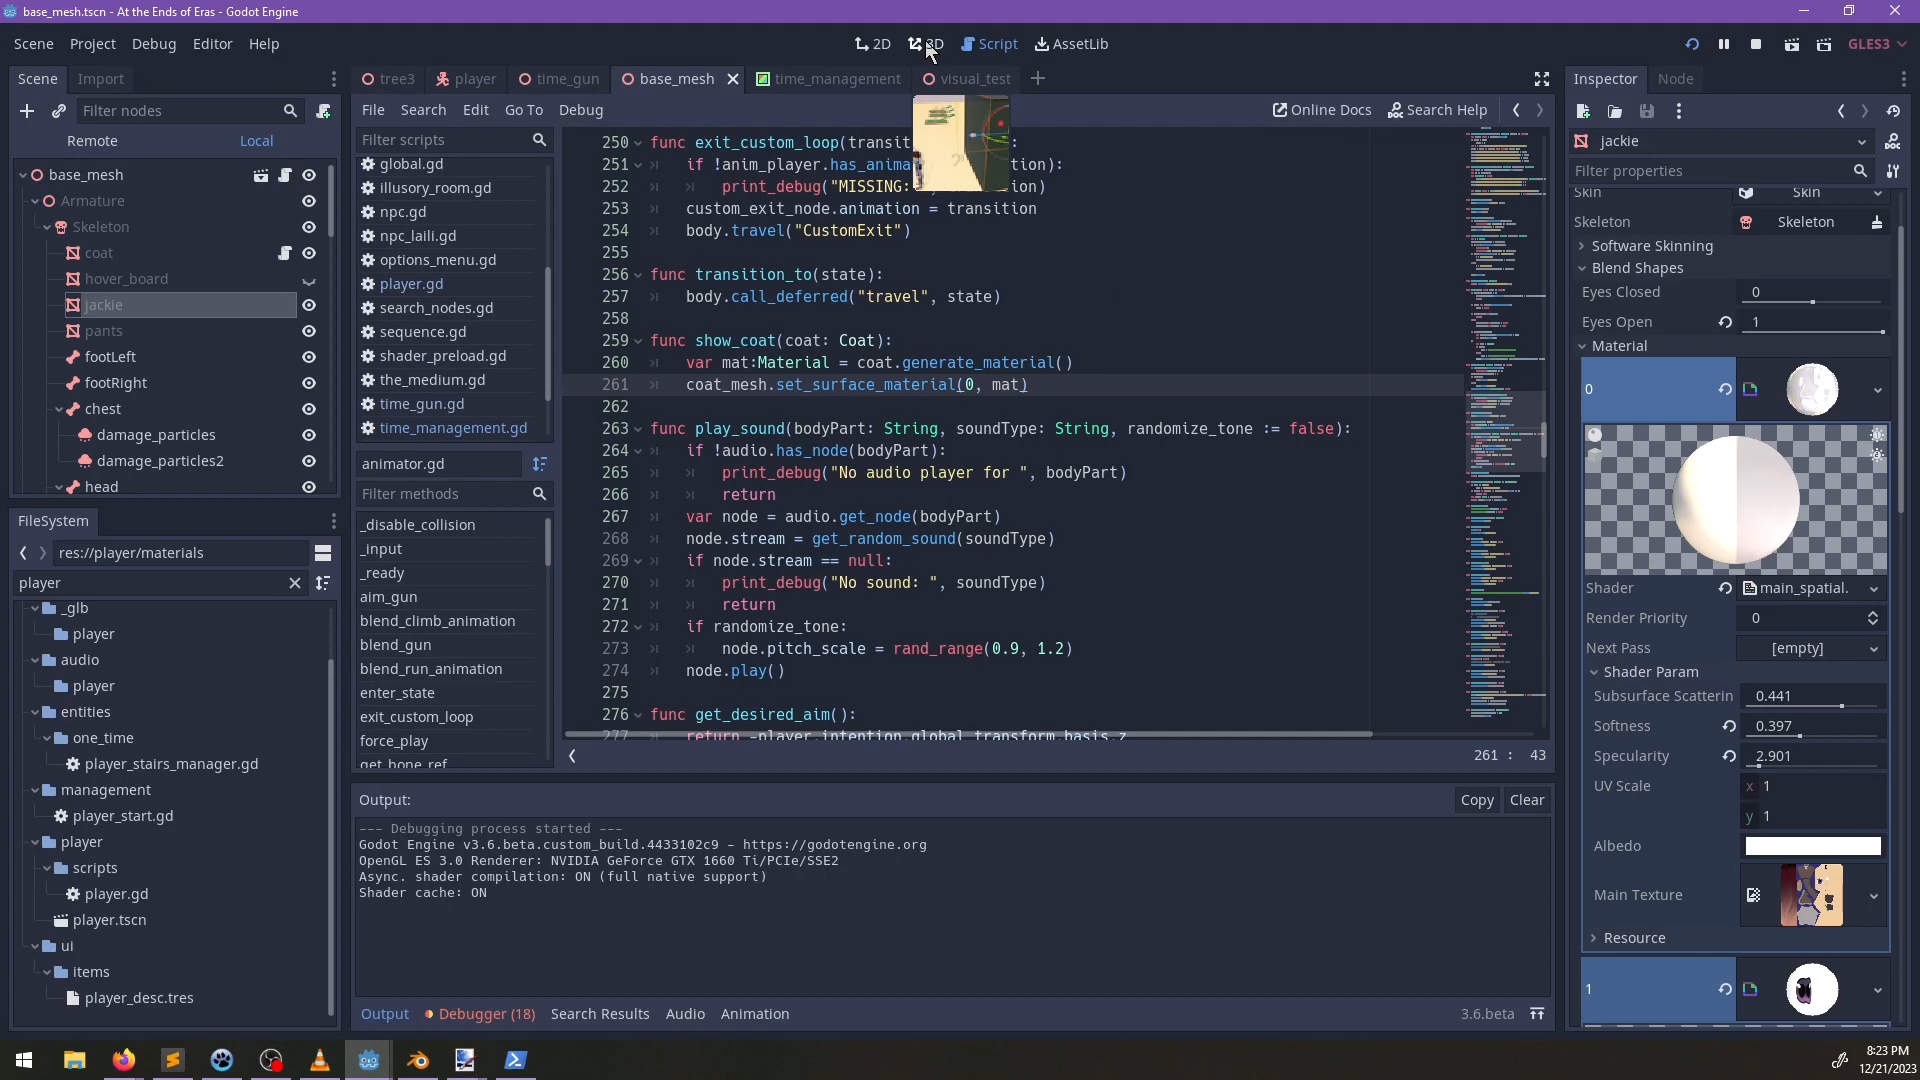 base_mesh.tscn - At the Ends of Eras - Godot Engine
Scene Project Debug Editor Help
2D 3D Script AssetLib
GLES3
Scene Import
tree3 player time_gun base_mesh time_management visual_test
Inspector Node
Filter nodes
Remote Local
base_mesh
Armature
Skeleton
coat
hover_board
jackie
pants
footLeft
footRight
chest
damage_particles
damage_particles2
head
FileSystem
res://player/materials
player
_glb
player
audio
player
entities
one_time
player_stairs_manager.gd
management
player_start.gd
player
scripts
player.gd
player.tscn
ui
items
player_desc.tres
File Search Edit Go To Debug
Online Docs Search Help
Filter scripts
global.gd
illusory_room.gd
npc.gd
npc_laili.gd
options_menu.gd
player.gd
search_nodes.gd
sequence.gd
shader_preload.gd
the_medium.gd
time_gun.gd
time_management.gd
animator.gd
Filter methods
_disable_collision
_input
_ready
aim_gun
blend_climb_animation
blend_gun
blend_run_animation
enter_state
exit_custom_loop
force_play
get_bone_ref
250 func exit_custom_loop(transit :
251 if !anim_player.has_anima tion):
252 print_debug("MISSING: ion)
253 custom_exit_node.animation = transition
254 body.travel("CustomExit")
255
256 func transition_to(state):
257 body.call_deferred("travel", state)
258
259 func show_coat(coat: Coat):
260 var mat:Material = coat.generate_material()
261 coat_mesh.set_surface_material(0, mat)
262
263 func play_sound(bodyPart: String, soundType: String, randomize_tone := false):
264 if !audio.has_node(bodyPart):
265 print_debug("No audio player for ", bodyPart)
266 return
267 var node = audio.get_node(bodyPart)
268 node.stream = get_random_sound(soundType)
269 if node.stream == null:
270 print_debug("No sound: ", soundType)
271 return
272 if randomize_tone:
273 node.pitch_scale = rand_range(0.9, 1.2)
274 node.play()
275
276 func get_desired_aim():
277 return -player.intention.global_transform.basis.z
261 : 43
Output:
Copy Clear
--- Debugging process started ---
Godot Engine v3.6.beta.custom_build.4433102c9 - https://godotengine.org
OpenGL ES 3.0 Renderer: NVIDIA GeForce GTX 1660 Ti/PCIe/SSE2
Async. shader compilation: ON (full native support)
Shader cache: ON
Output Debugger (18) Search Results Audio Animation
3.6.beta
jackie
Filter properties
Skin Skin
Skeleton Skeleton
Software Skinning
Blend Shapes
Eyes Closed 0
Eyes Open 1
Material
0
Shader main_spatial.
Render Priority 0
Next Pass [empty]
Shader Param
Subsurface Scatterin 0.441
Softness 0.397
Specularity 2.901
UV Scale x 1
y 1
Albedo
Main Texture
Resource
1
8:23 PM
12/21/2023